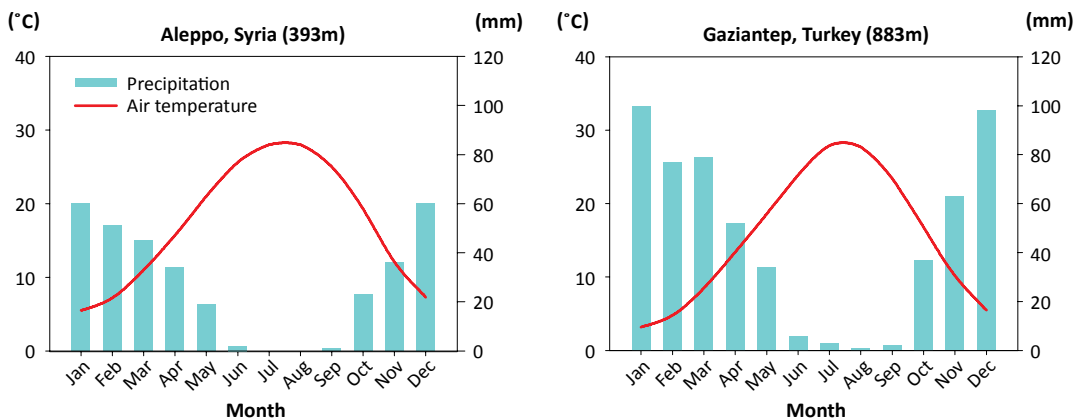 (˚C)
Aleppo, Syria (393m)
(mm)
40
30
20
10
0
Precipitation
Air temperature
120
100
80
60
40
20
0
Jan Feb Mar Apr May Jun Jul Aug Sep Oct Nov Dec
Month
(˚C)
Gaziantep, Turkey (883m)
(mm)
40
30
20
10
0
120
100
80
60
40
20
0
Jan Feb Mar Apr May Jun Jul Aug Sep Oct Nov Dec
Month